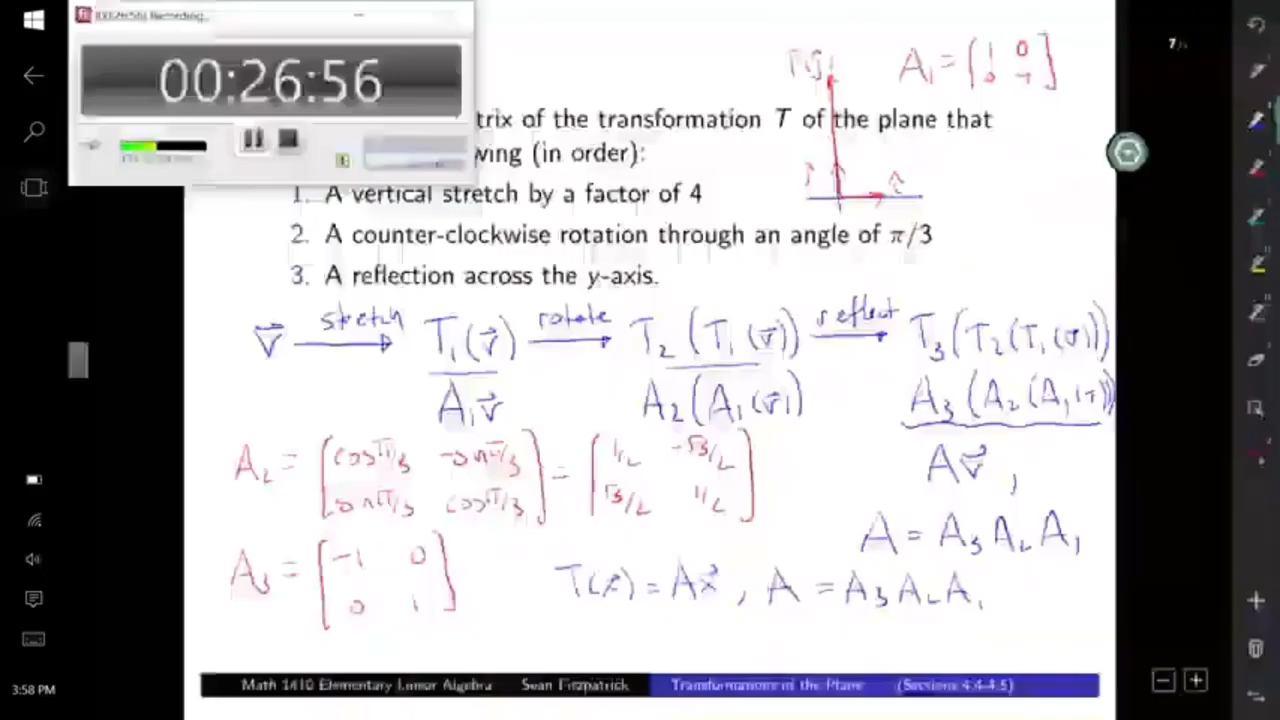 00:26:56
A₁ = [1 0
0 4]
trix of the transformation T of the plane that
wing (in order):
1. A vertical stretch by a factor of 4
2. A counter-clockwise rotation through an angle of π/3
3. A reflection across the y-axis.
v⃗ stretch T₁(v⃗) rotate T₂(T₁(v⃗)) reflect T₃(T₂(T₁(v⃗)))
A₁v⃗ A₂(A₁(v⃗)) A₃(A₂(A₁(v⃗)))
A₂ = [cos π/3 -sin π/3 = [1/2 -√3/2 Av⃗,
sin π/3 cos π/3] √3/2 1/2]
A = A₃A₂A₁
A₃ = [-1 0
0 1]
T(x⃗) = Ax⃗, A = A₃A₂A₁
Math 1410 Elementary Linear Algebra Sean Fitzpatrick Transformations of the Plane (Sections 4.4-4.5)
3:58 PM